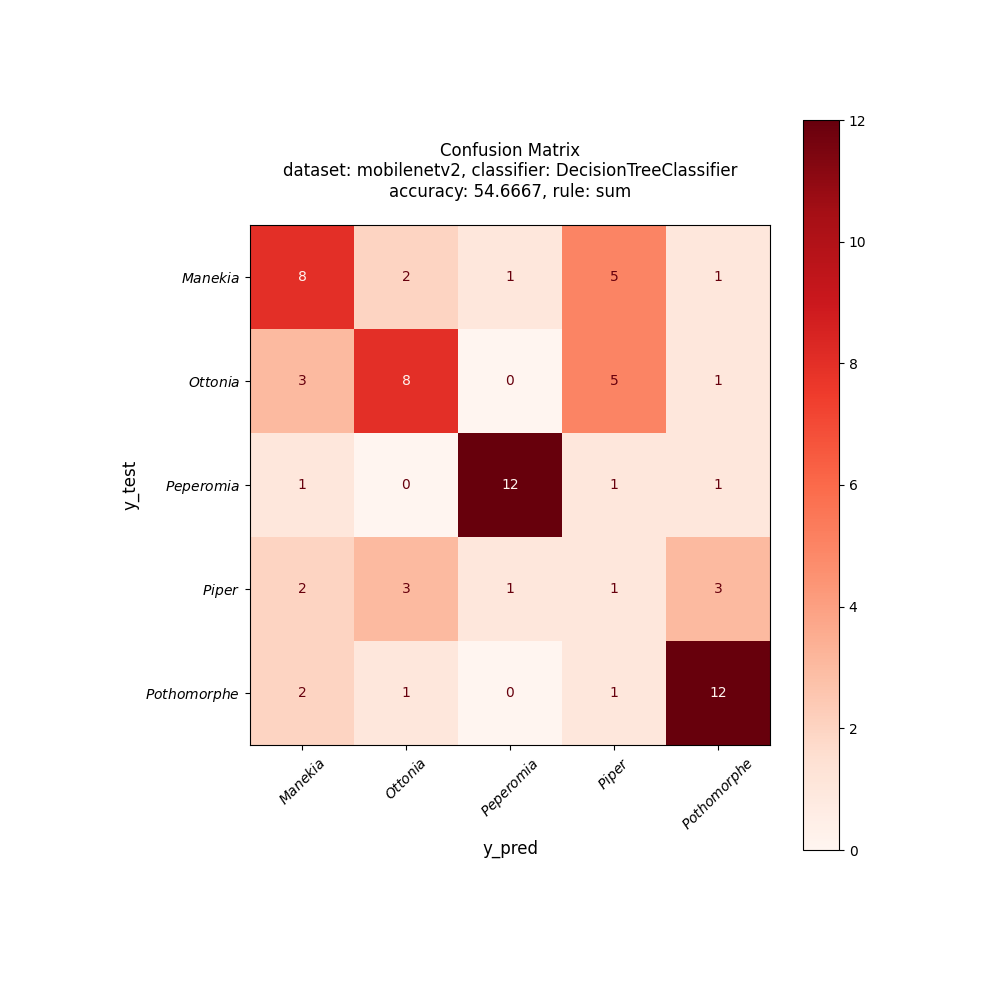 Confusion Matrix
dataset: mobilenetv2, classifier: DecisionTreeClassifier
accuracy: 54.6667, rule: sum
12
10
8
6
4
2
0
y_test
Manekia 8 2 1 5 1
Ottonia 3 8 0 5 1
Peperomia 1 0 12 1 1
Piper 2 3 1 1 3
Pothomorphe 2 1 0 1 12
Manekia Ottonia Peperomia Piper Pothomorphe
y_pred